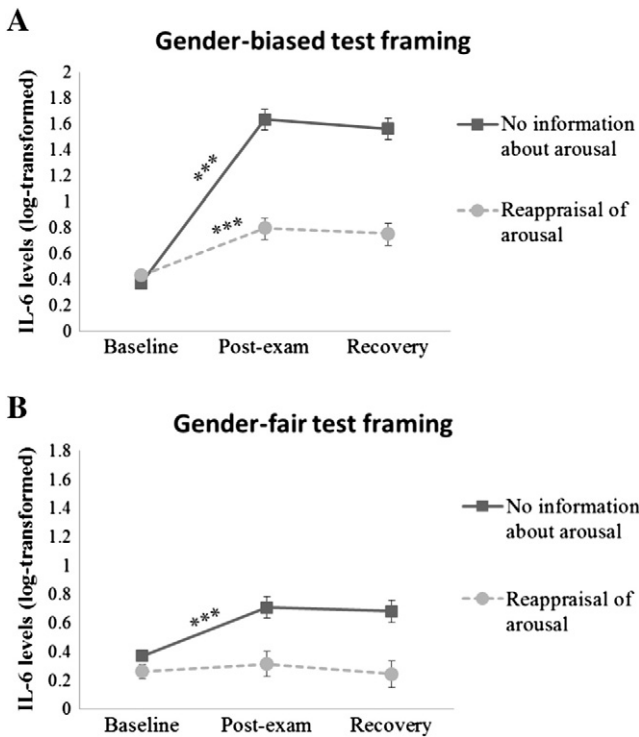 A
Gender-biased test framing
IL-6 levels (log-transformed)
2
1.8
1.6
1.4
1.2
1
0.8
0.6
0.4
0.2
0
***
***
Baseline
Post-exam
Recovery
No information
about arousal
Reappraisal of
arousal
B
Gender-fair test framing
IL-6 levels (log-transformed)
1.8
1.6
1.4
1.2
1
0.8
0.6
0.4
0.2
0
***
Baseline
Post-exam
Recovery
No information
about arousal
Reappraisal of
arousal